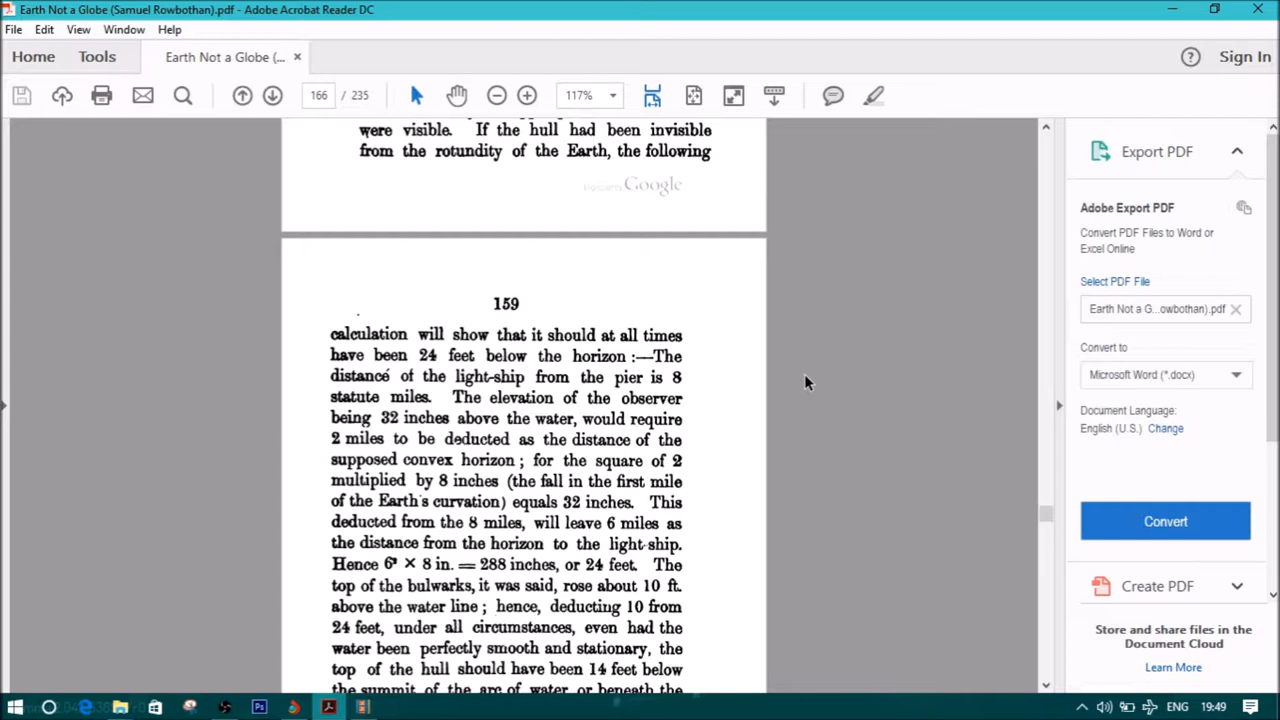 Earth Not a Globe (Samuel Rowbothan).pdf - Adobe Acrobat Reader DC
File Edit View Window Help
Home Tools Earth Not a Globe (... × Sign In
166 / 235 117%
were visible. If the hull had been invisible
from the rotundity of the Earth, the following
Google
159
calculation will show that it should at all times
have been 24 feet below the horizon :—The
distance of the light-ship from the pier is 8
statute miles. The elevation of the observer
being 32 inches above the water, would require
2 miles to be deducted as the distance of the
supposed convex horizon ; for the square of 2
multiplied by 8 inches (the fall in the first mile
of the Earth's curvation) equals 32 inches. This
deducted from the 8 miles, will leave 6 miles as
the distance from the horizon to the light-ship.
Hence 6² × 8 in. = 288 inches, or 24 feet. The
top of the bulwarks, it was said, rose about 10 ft.
above the water line ; hence, deducting 10 from
24 feet, under all circumstances, even had the
water been perfectly smooth and stationary, the
top of the hull should have been 14 feet below
the summit of the arc of water, or beneath the
Export PDF
Adobe Export PDF
Convert PDF Files to Word or
Excel Online
Select PDF File
Earth Not a G...owbothan).pdf ×
Convert to
Microsoft Word (*.docx)
Document Language:
English (U.S.) Change
Convert
Create PDF
Store and share files in the
Document Cloud
Learn More
ENG 19:49